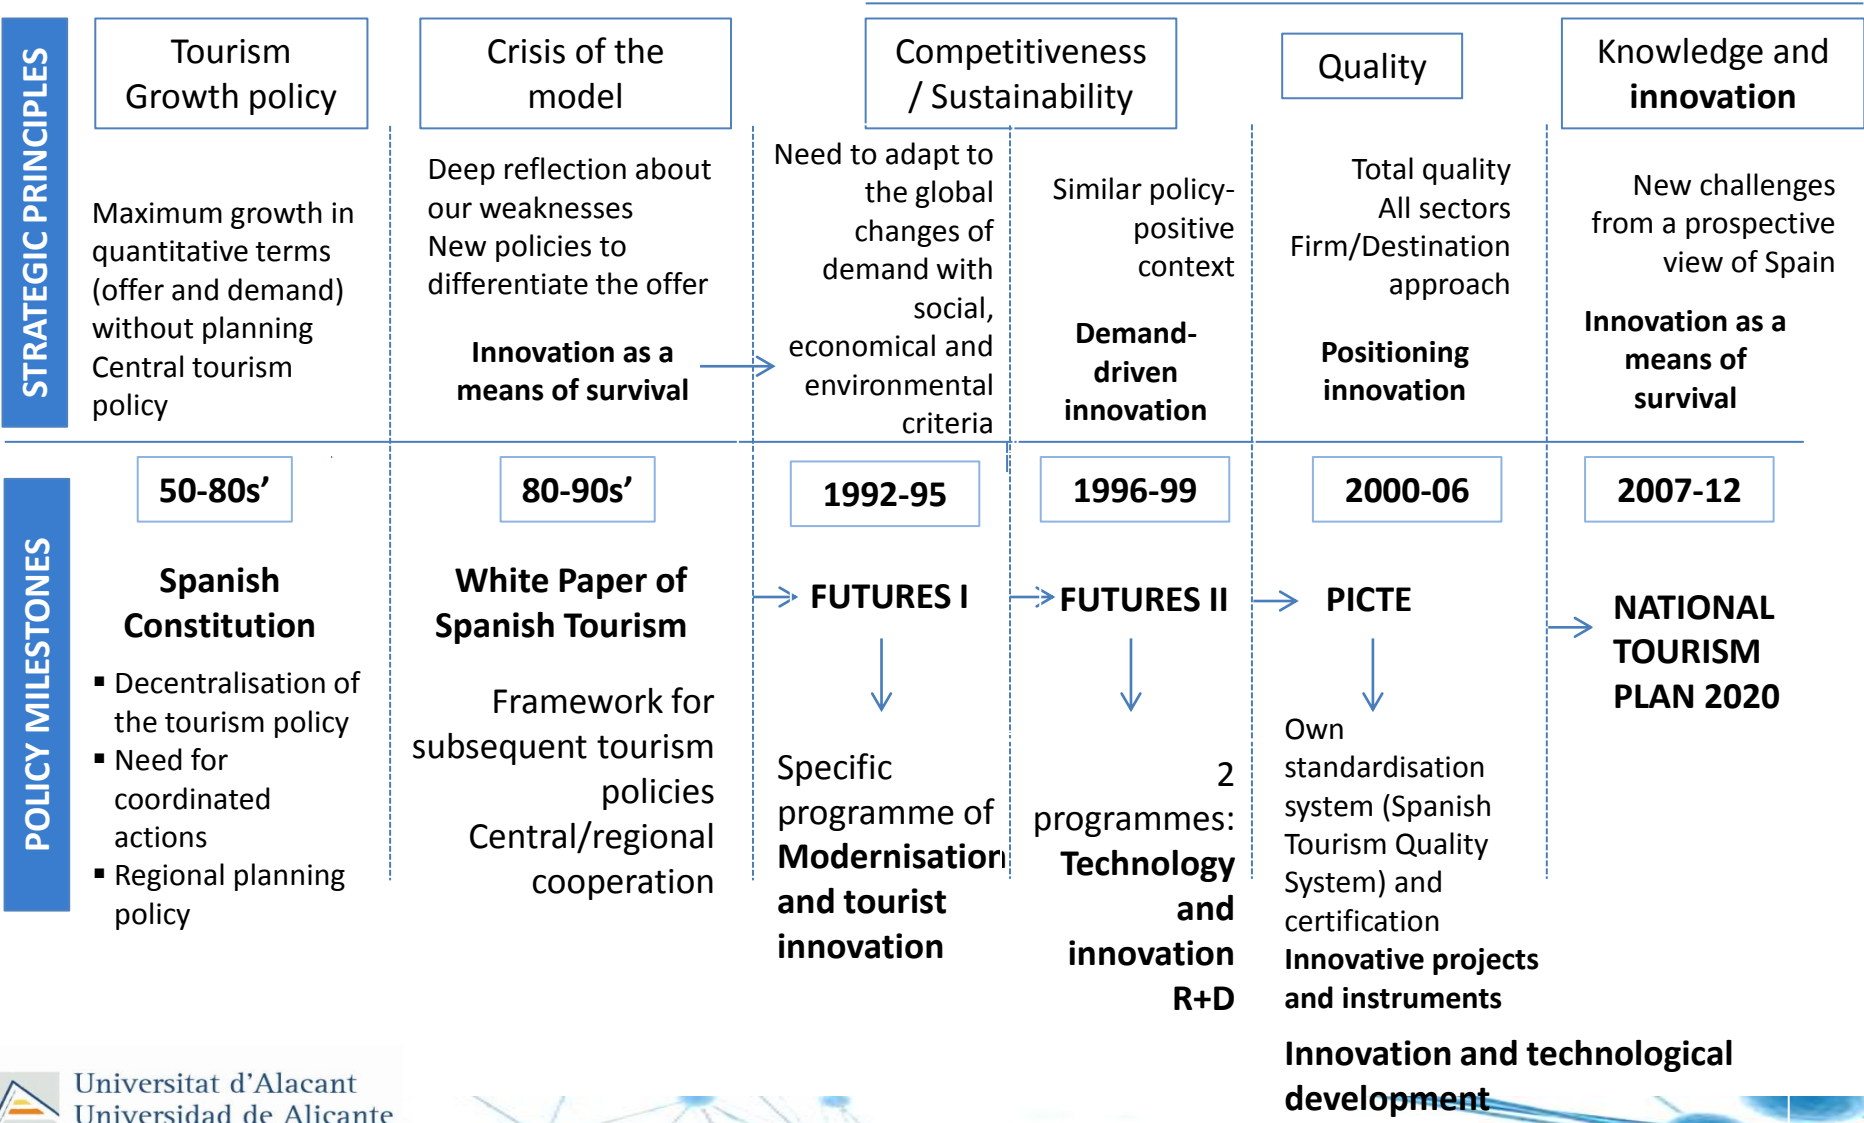 STRATEGIC PRINCIPLES
Tourism
Growth policy
Maximum growth in
quantitative terms
(offer and demand)
without planning
Central tourism
policy
Crisis of the
model
Deep reflection about
our weaknesses
New policies to
differentiate the offer
Innovation as a
means of survival
Competitiveness
/ Sustainability
Need to adapt to
the global
changes of
demand with
social,
economical and
environmental
criteria
Similar policy-
positive
context
Demand-
driven
innovation
Quality
Total quality
All sectors
Firm/Destination
approach
Positioning
innovation
Knowledge and
innovation
New challenges
from a prospective
view of Spain
Innovation as a
means of
survival
POLICY MILESTONES
50-80s’
Spanish
Constitution
▪ Decentralisation of
the tourism policy
▪ Need for
coordinated
actions
▪ Regional planning
policy
80-90s’
White Paper of
Spanish Tourism
Framework for
subsequent tourism
policies
Central/regional
cooperation
1992-95
FUTURES I
Specific
programme of
Modernisation
and tourist
innovation
1996-99
FUTURES II
2
programmes:
Technology
and
innovation
R+D
2000-06
PICTE
Own
standardisation
system (Spanish
Tourism Quality
System) and
certification
Innovative projects
and instruments
Innovation and technological
development
2007-12
NATIONAL
TOURISM
PLAN 2020
Universitat d’Alacant
Universidad de Alicante